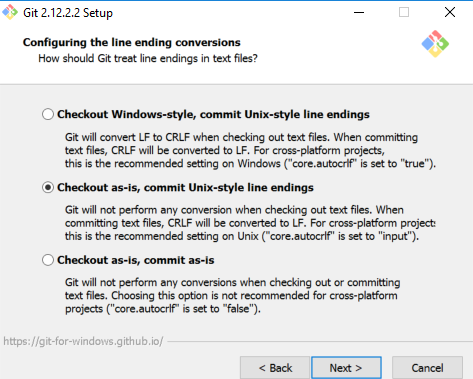 Git 2.12.2.2 Setup
Configuring the line ending conversions
How should Git treat line endings in text files?
Checkout Windows-style, commit Unix-style line endings
Git will convert LF to CRLF when checking out text files. When committing
text files, CRLF will be converted to LF. For cross-platform projects,
this is the recommended setting on Windows ("core.autocrlf" is set to "true").
Checkout as-is, commit Unix-style line endings
Git will not perform any conversion when checking out text files. When
committing text files, CRLF will be converted to LF. For cross-platform project:
this is the recommended setting on Unix ("core.autocrlf" is set to "input").
Checkout as-is, commit as-is
Git will not perform any conversions when checking out or committing
text files. Choosing this option is not recommended for cross-platform
projects ("core.autocrlf" is set to "false").
https://git-for-windows.github.io/
< Back
Next >
Cancel